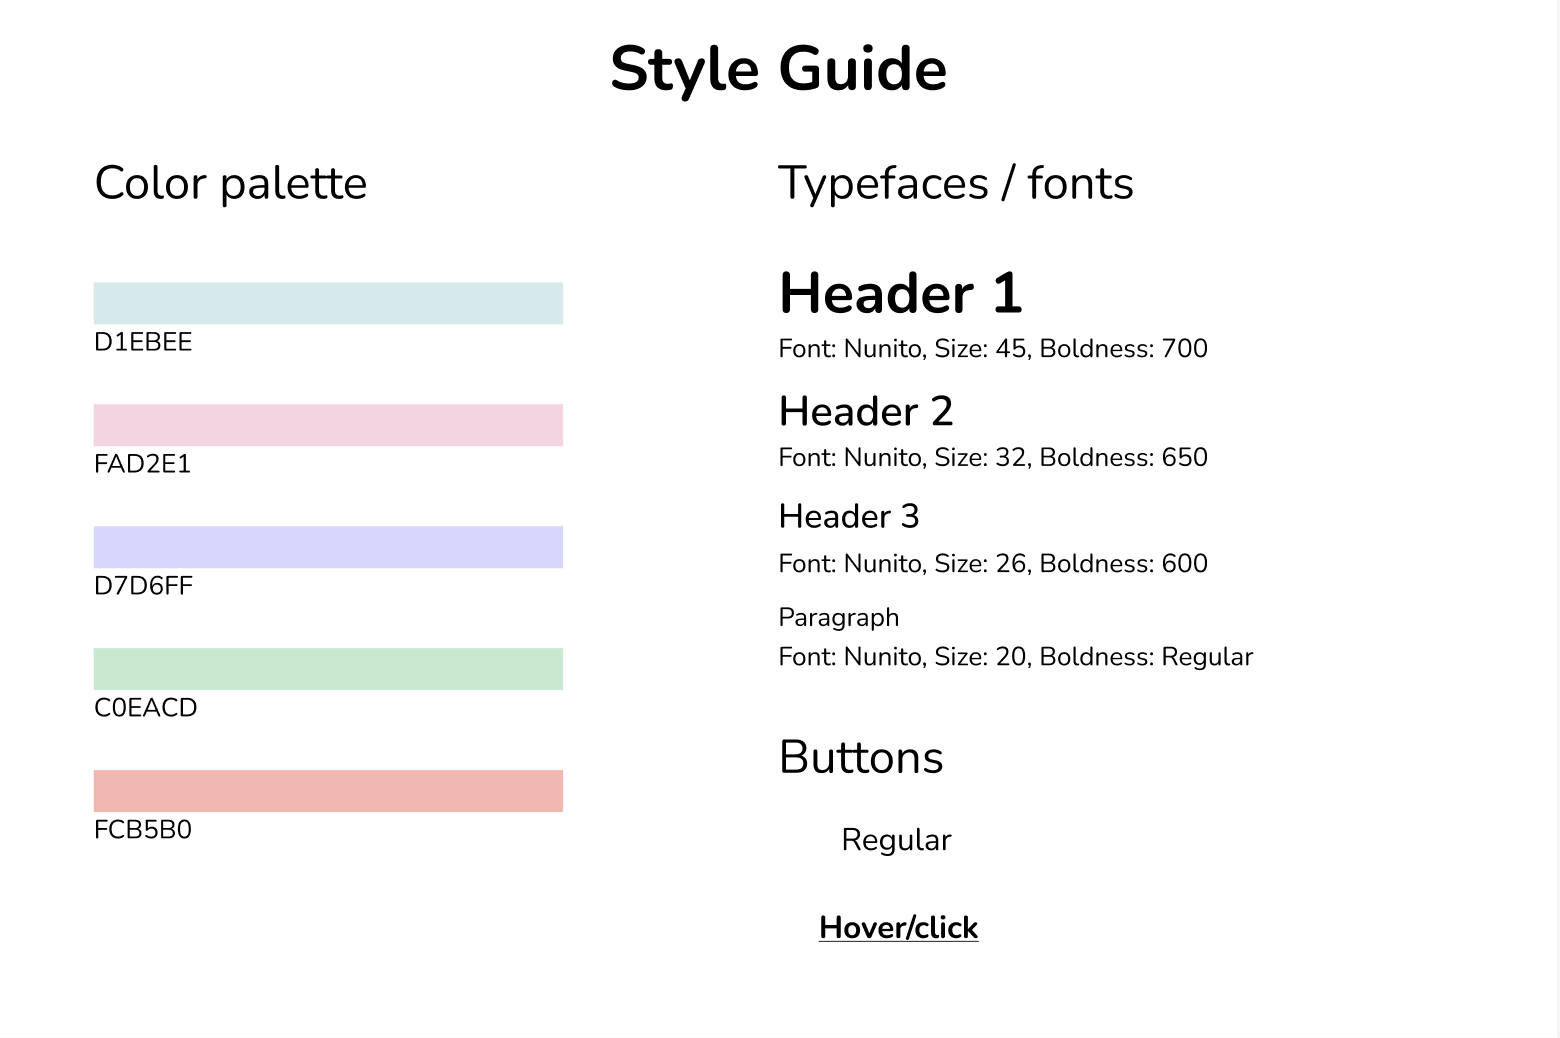 Style Guide
Color palette
D1EBEE
FAD2E1
D7D6FF
C0EACD
FCB5B0
Typefaces / fonts
Header 1
Font: Nunito, Size: 45, Boldness: 700
Header 2
Font: Nunito, Size: 32, Boldness: 650
Header 3
Font: Nunito, Size: 26, Boldness: 600
Paragraph
Font: Nunito, Size: 20, Boldness: Regular
Buttons
Regular
Hover/click